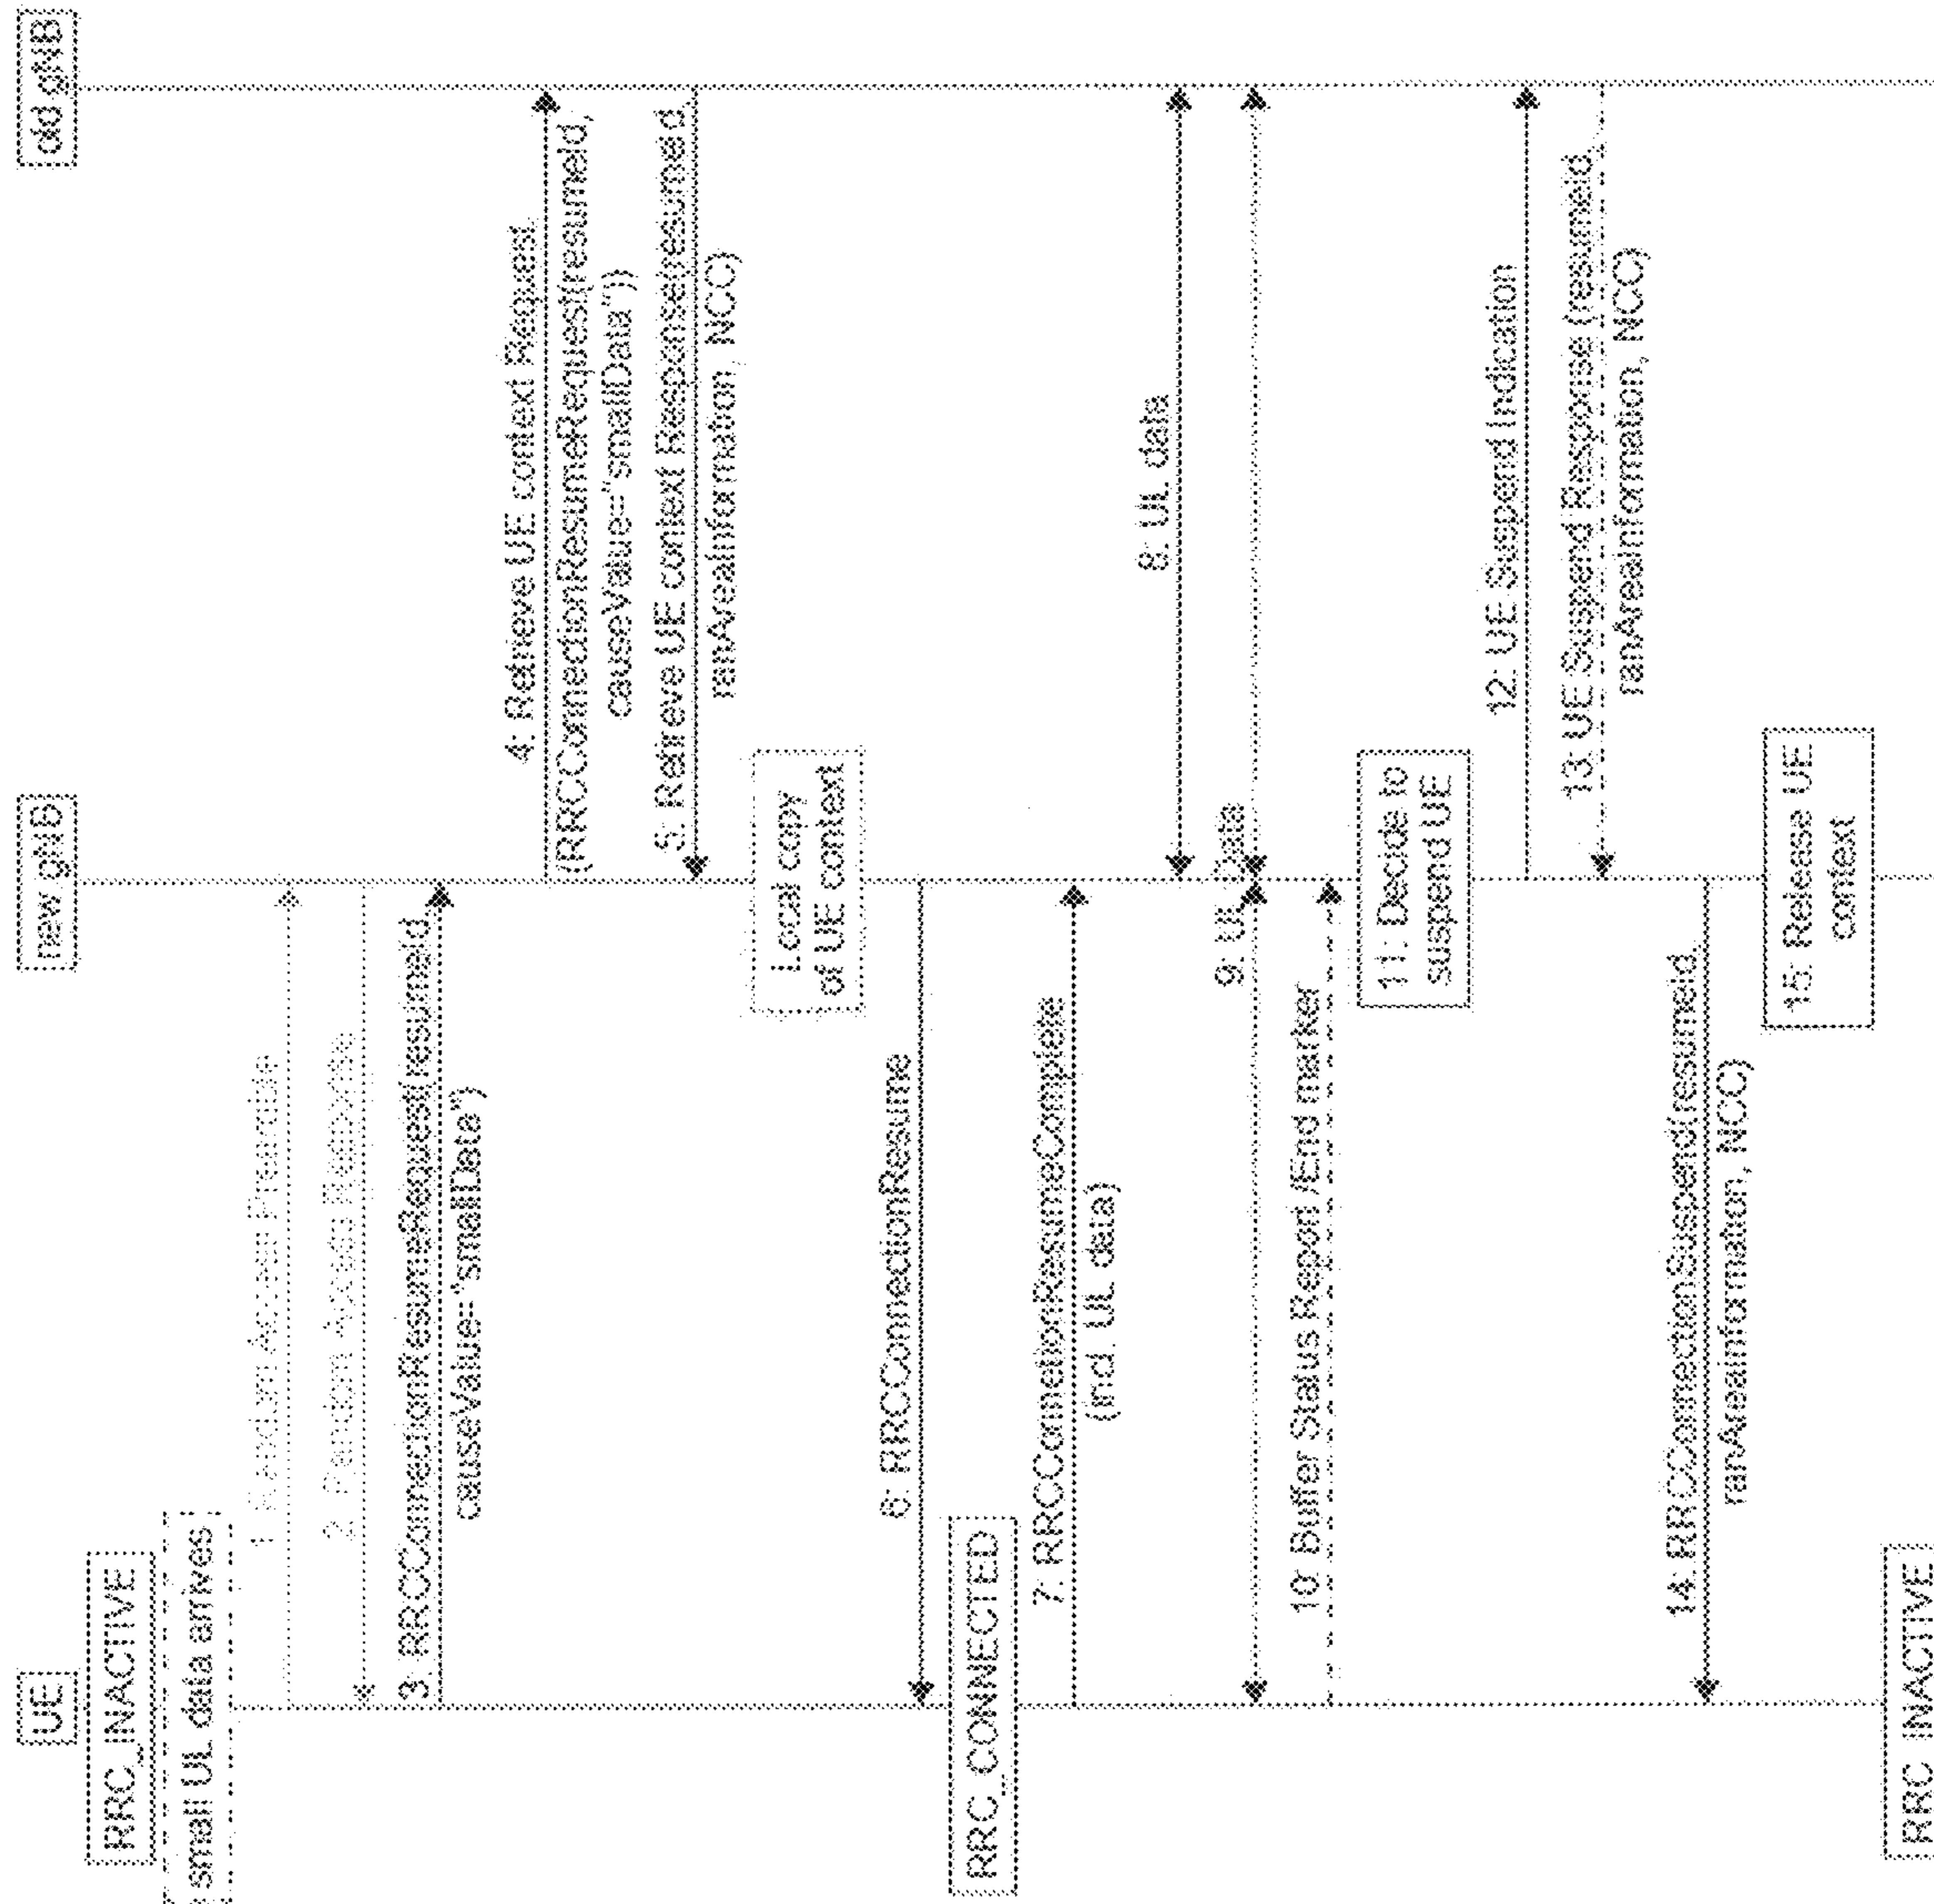 UE
new gNB
old gNB
RRC_INACTIVE
small UL data arrives
1: Random Access Preamble
2: Random Access Response
3: RRCConnectionResumeRequest(resumeId,
causeValue="smallData")
4: Retrieve UE context Request
(RRCConnectionResumeRequest(resumeId,
causeValue="smallData"))
5: Retrieve UE context Response(resumeId,
ranAreaInformation, NCC)
Local copy
of UE context
6: RRCConnectionResume
RRC_CONNECTED
7: RRCConnectionResumeComplete
(incl. UL data)
8: UL data
9: UL Data
10: Buffer Status Report /End marker
11: Decide to
suspend UE
12: UE Suspend Indication
13: UE Suspend Response (resumeId,
ranAreaInformation, NCC)
14: RRCConnectionSuspend(resumeId,
ranAreaInformation, NCC)
15: Release UE
context
RRC_INACTIVE